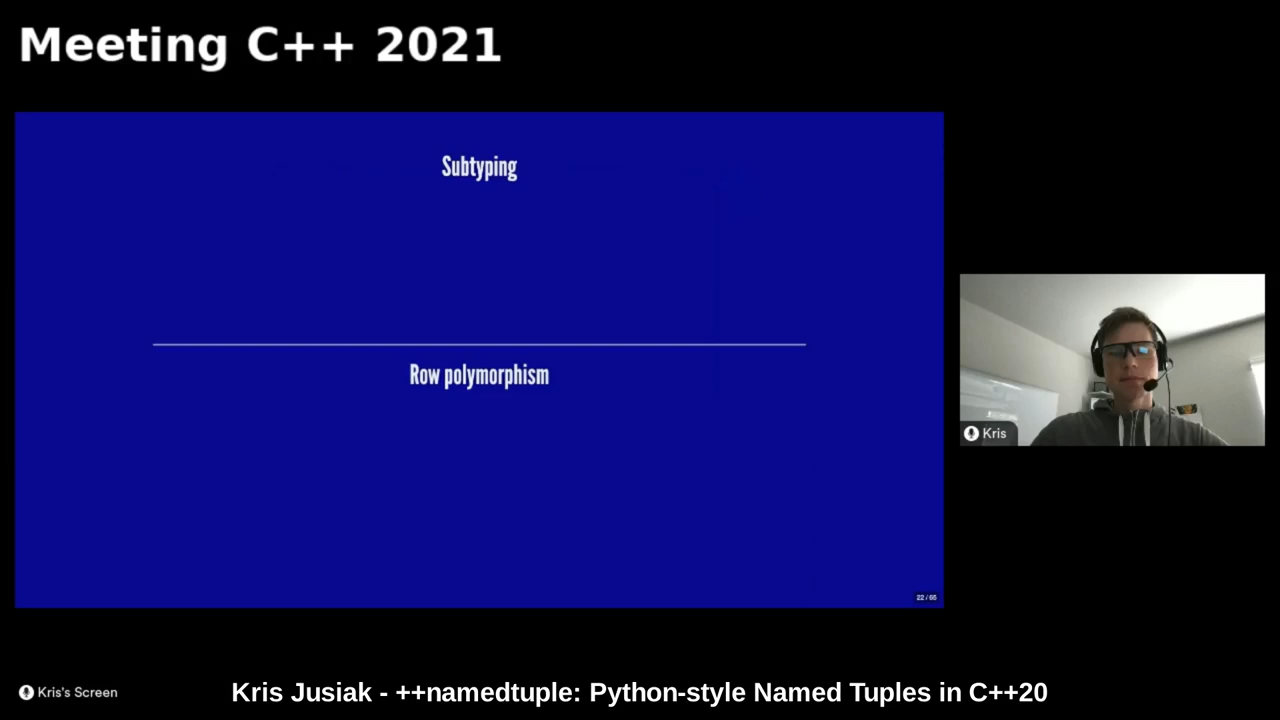 Meeting C++ 2021
Subtyping
Row polymorphism
22 / 65
Kris
Kris's Screen
Kris Jusiak - ++namedtuple: Python-style Named Tuples in C++20